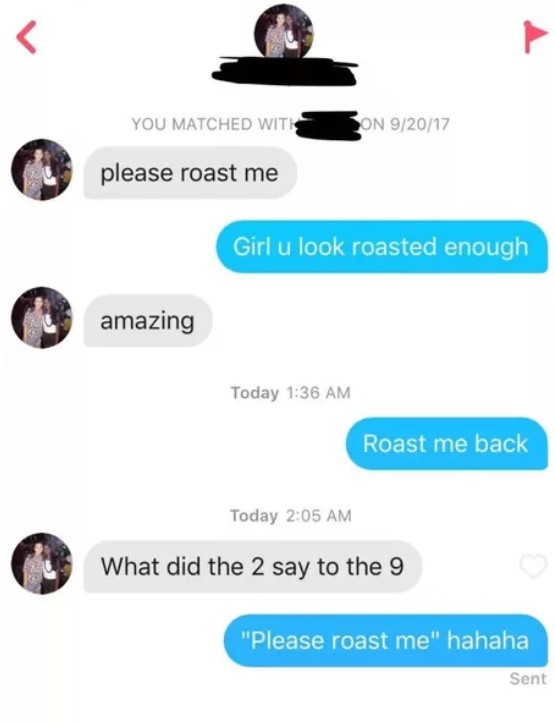 YOU MATCHED WITH ON 9/20/17
please roast me
Girl u look roasted enough
amazing
Today 1:36 AM
Roast me back
Today 2:05 AM
What did the 2 say to the 9
"Please roast me" hahaha
Sent